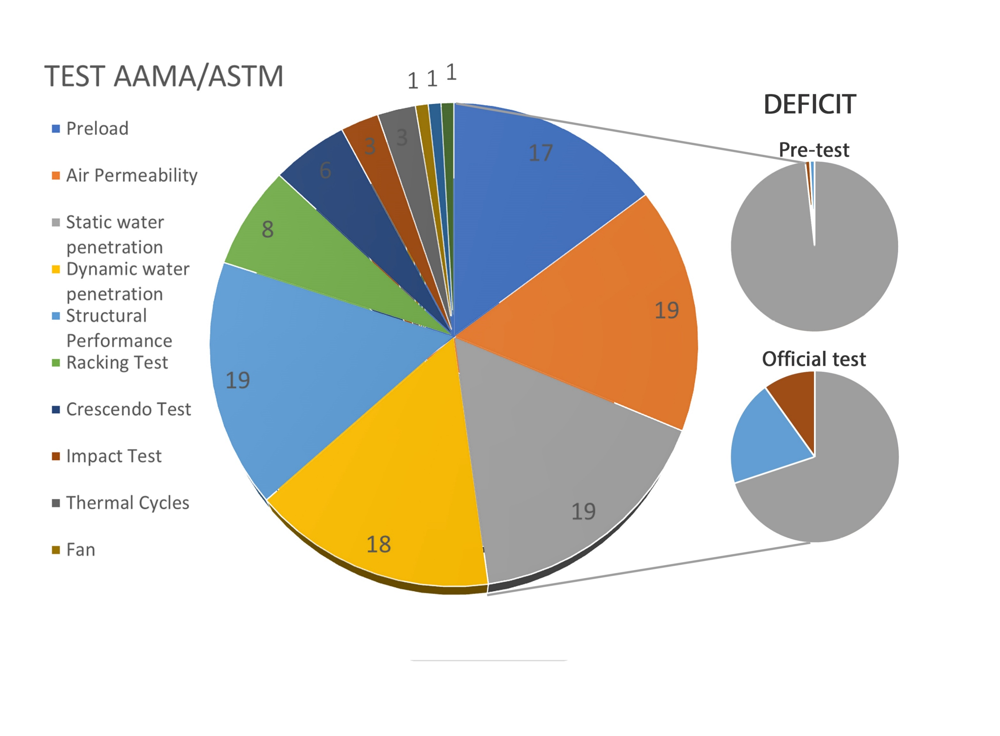 TEST AAMA/ASTM
Preload
Air Permeability
Static water
penetration
Dynamic water
penetration
Structural
Performance
Racking Test
Crescendo Test
Impact Test
Thermal Cycles
Fan
1 1 1
17
19
19
18
19
8
6
3
3
DEFICIT
Pre-test
Official test